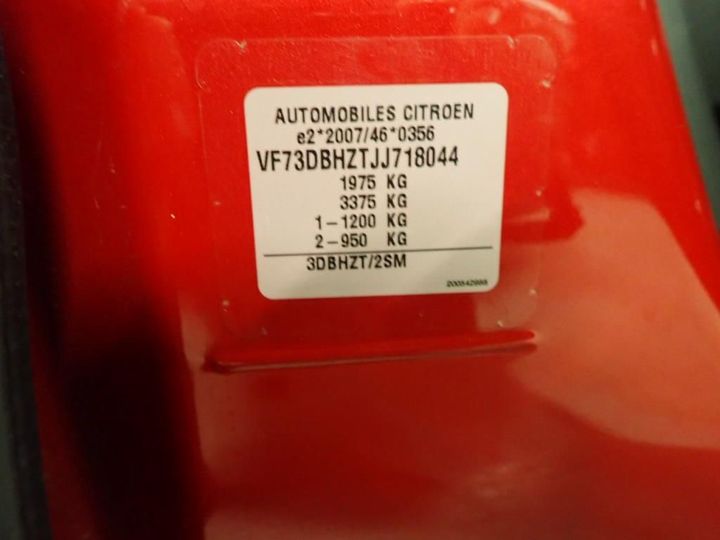 AUTOMOBILES CITROEN
e2*2007/46*0356
VF73DBHZTJJ718044
1975 KG
3375 KG
1-1200 KG
2-950 KG
3DBHZT/2SM